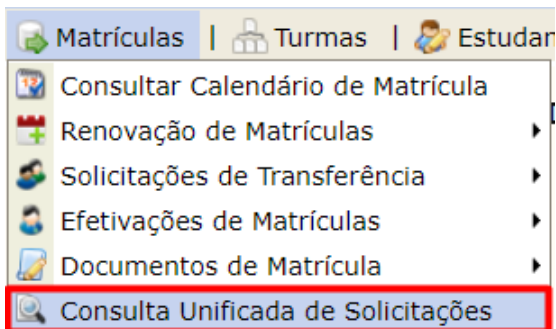 Matrículas | Turmas | Estudan
Consultar Calendário de Matrícula
Renovação de Matrículas
Solicitações de Transferência
Efetivações de Matrículas
Documentos de Matrícula
Consulta Unificada de Solicitações